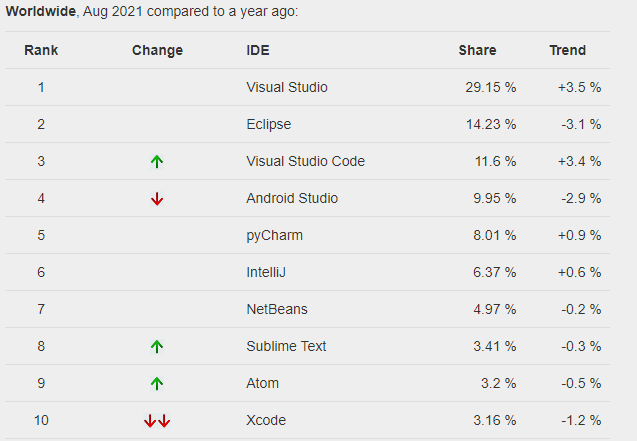 Worldwide, Aug 2021 compared to a year ago:
Rank Change IDE Share Trend
1 Visual Studio 29.15 % +3.5 %
2 Eclipse 14.23 % -3.1 %
3 Visual Studio Code 11.6 % +3.4 %
4 Android Studio 9.95 % -2.9 %
5 pyCharm 8.01 % +0.9 %
6 IntelliJ 6.37 % +0.6 %
7 NetBeans 4.97 % -0.2 %
8 Sublime Text 3.41 % -0.3 %
9 Atom 3.2 % -0.5 %
10 Xcode 3.16 % -1.2 %